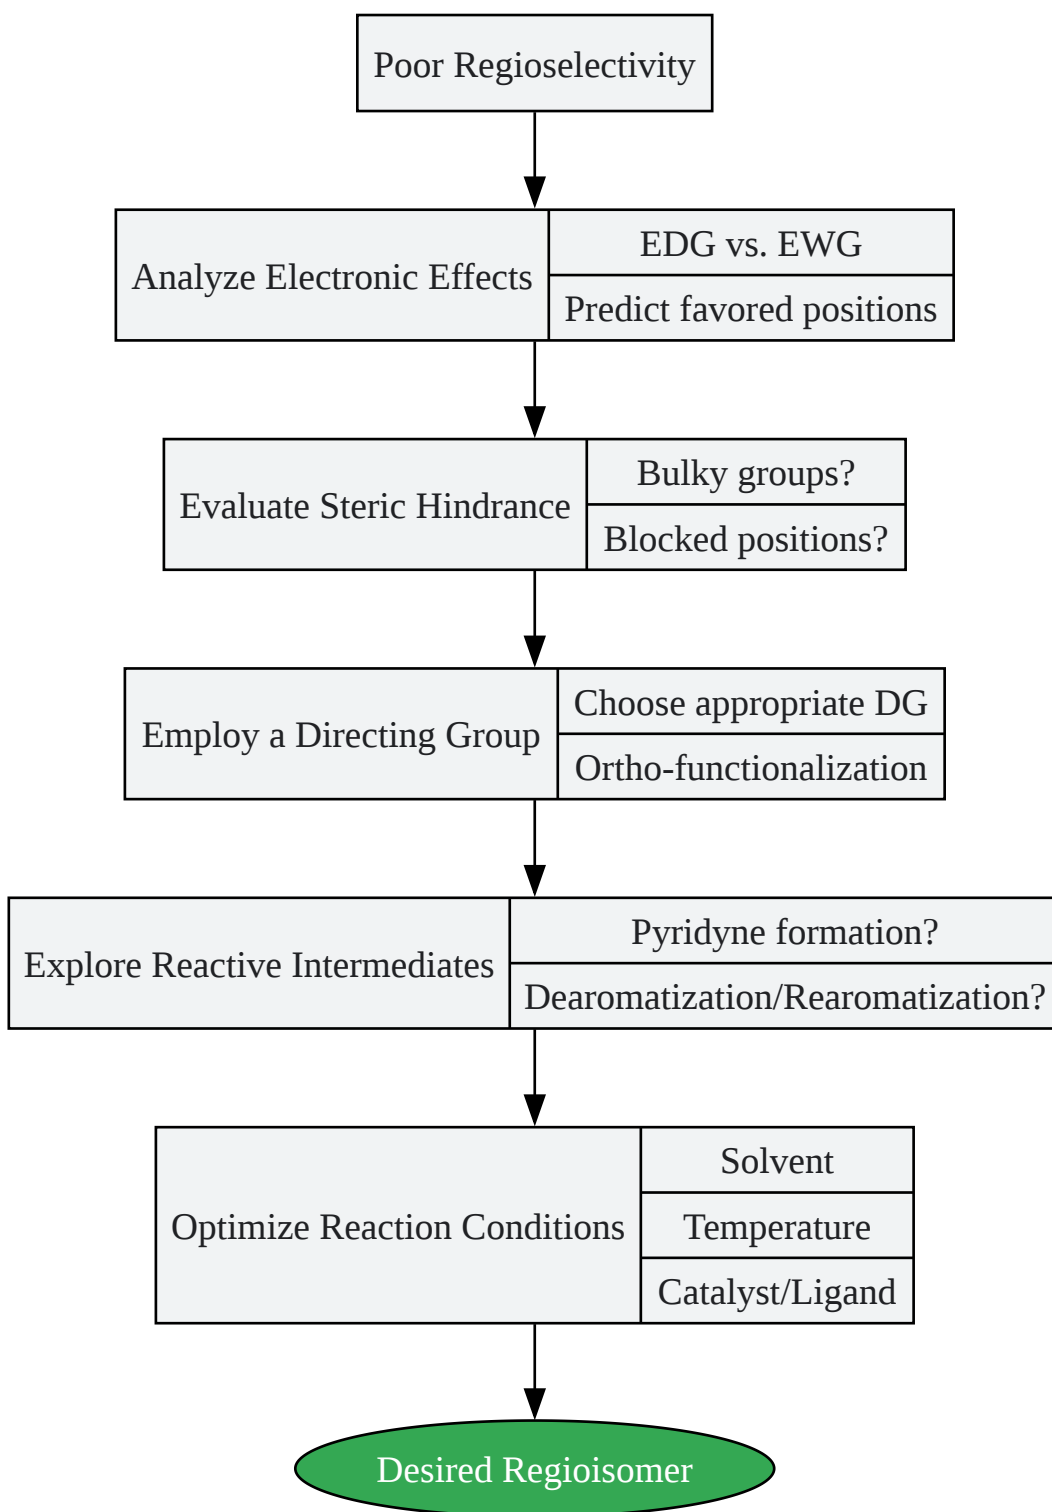 Poor Regioselectivity
Analyze Electronic Effects
EDG vs. EWG
Predict favored positions
Evaluate Steric Hindrance
Bulky groups?
Blocked positions?
Employ a Directing Group
Choose appropriate DG
Ortho-functionalization
Explore Reactive Intermediates
Pyridyne formation?
Dearomatization/Rearomatization?
Optimize Reaction Conditions
Solvent
Temperature
Catalyst/Ligand
Desired Regioisomer